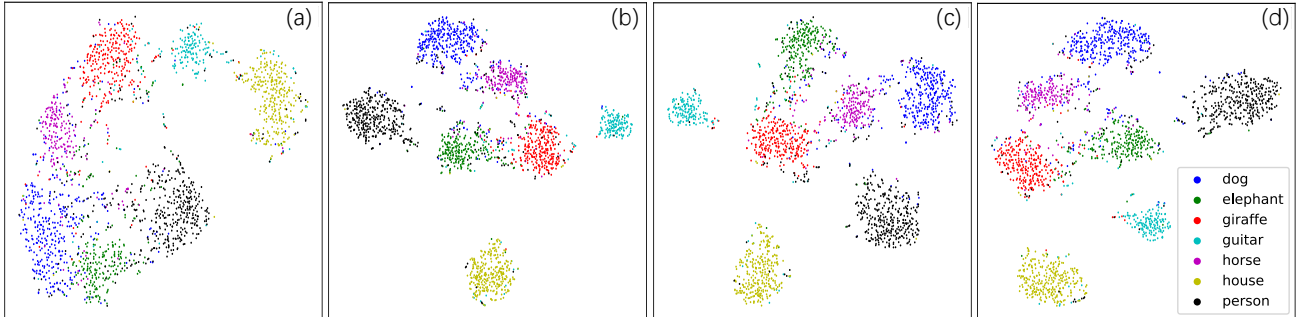 (a)
(b)
(c)
(d)
dog
elephant
giraffe
guitar
horse
house
person